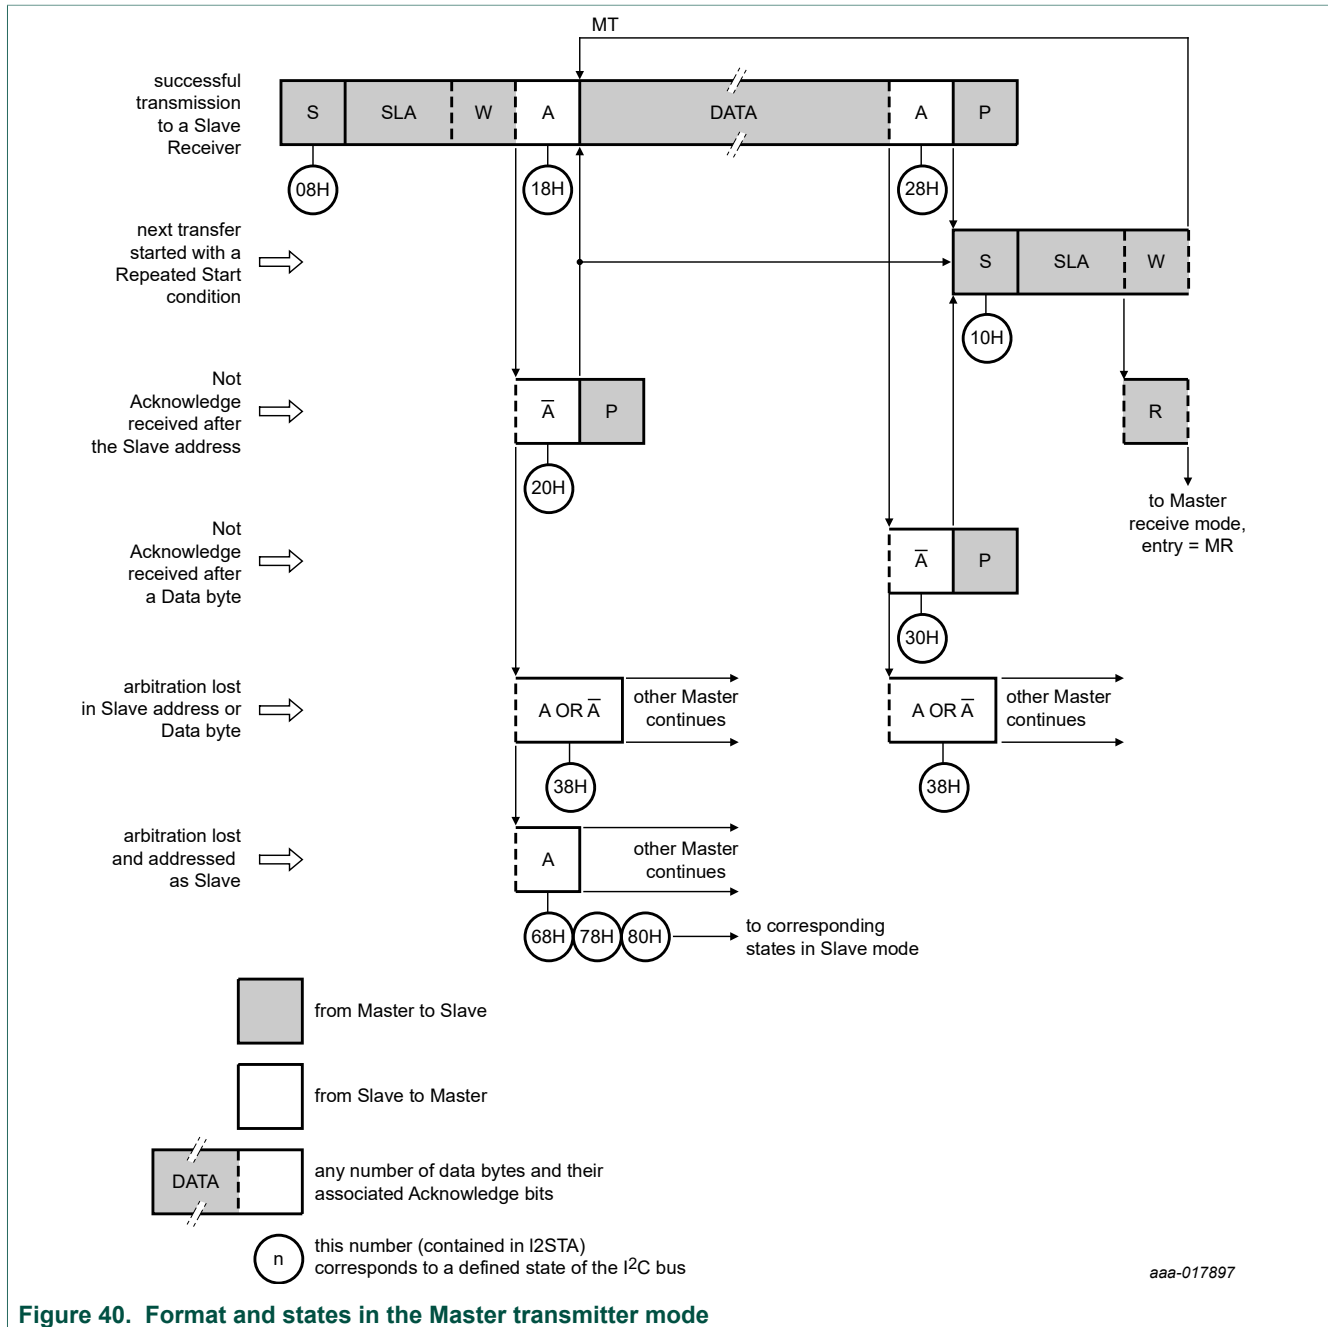 MT
successful
transmission
to a Slave
Receiver
S SLA W A DATA A P
08H 18H 28H
next transfer
started with a
Repeated Start
condition
S SLA W
10H
Not
Acknowledge
received after
the Slave address
A̅ P
R
20H
to Master
receive mode,
entry = MR
Not
Acknowledge
received after
a Data byte
A̅ P
30H
arbitration lost
in Slave address or
Data byte
A OR A̅
other Master
continues
A OR A̅
other Master
continues
38H 38H
arbitration lost
and addressed
as Slave
A
other Master
continues
68H 78H 80H
to corresponding
states in Slave mode
from Master to Slave
from Slave to Master
DATA
any number of data bytes and their
associated Acknowledge bits
n
this number (contained in I2STA)
corresponds to a defined state of the I²C bus
aaa-017897
Figure 40. Format and states in the Master transmitter mode